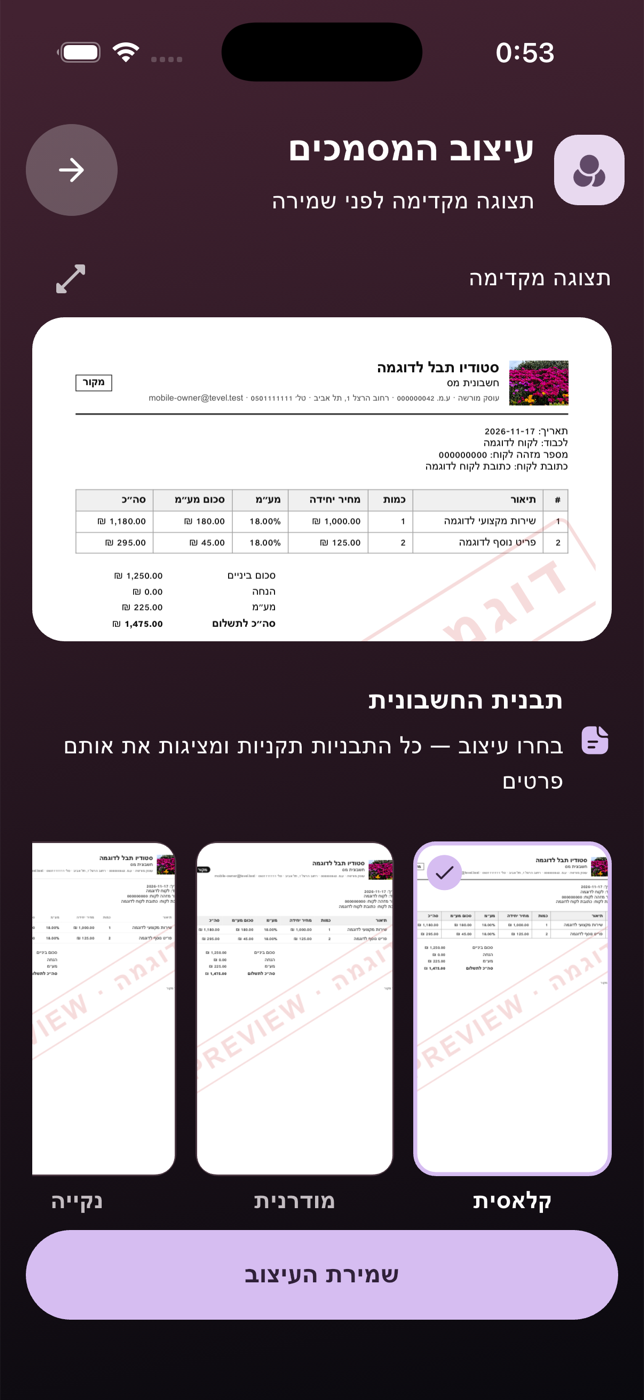 0:53
עיצוב המסמכים
תצוגה מקדימה לפני שמירה
תצוגה מקדימה
סטודיו תבל לדוגמה
חשבונית מס
עוסק מורשה · ע.מ. 000000042 · רחוב הרצל 1, תל אביב · טל׳ 0501111111 · mobile-owner@tevel.test
מקור
תאריך: 2026-11-17
לכבוד: לקוח לדוגמה
מספר מזהה לקוח: 000000000
כתובת לקוח: כתובת לקוח לדוגמה
# תיאור כמות מחיר יחידה מע״מ סכום מע״מ סה״כ
1 שירות מקצועי לדוגמה 1 1,000.00 ₪ 18.00% 180.00 ₪ 1,180.00 ₪
2 פריט נוסף לדוגמה 2 125.00 ₪ 18.00% 45.00 ₪ 295.00 ₪
סכום ביניים 1,250.00 ₪
הנחה 0.00 ₪
מע״מ 225.00 ₪
סה״כ לתשלום 1,475.00 ₪
תבנית החשבונית
בחרו עיצוב — כל התבניות תקניות ומציגות את אותם
פרטים
קלאסית
מודרנית
נקייה
שמירת העיצוב